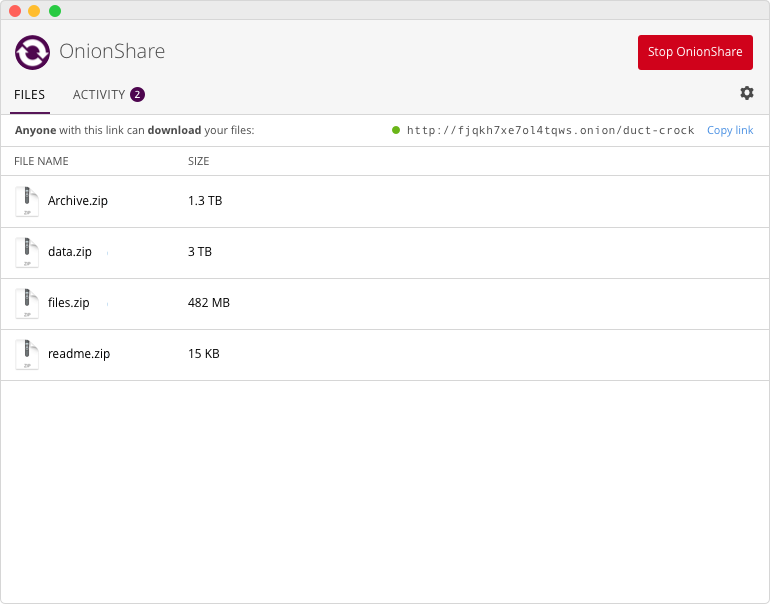 OnionShare
Stop OnionShare
FILES ACTIVITY 2
Anyone with this link can download your files: http://fjqkh7xe7ol4tqws.onion/duct-crock Copy link
FILE NAME SIZE
ZIP Archive.zip 1.3 TB
ZIP data.zip 3 TB
ZIP files.zip 482 MB
ZIP readme.zip 15 KB